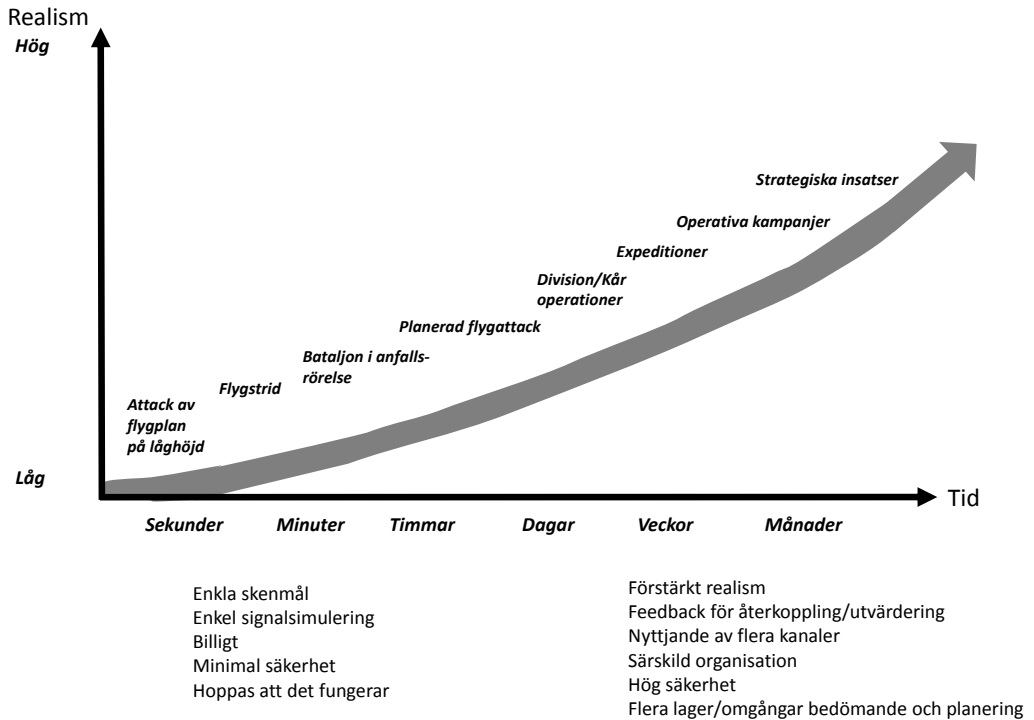 Realism
Hög
Strategiska insatser
Operativa kampanjer
Expeditioner
Division/Kår
operationer
Planerad flygattack
Bataljon i anfalls-
rörelse
Flygstrid
Attack av
flygplan
på låghöjd
Låg
Tid
Sekunder
Minuter
Timmar
Dagar
Veckor
Månader
Enkla skenmål
Enkel signalsimulering
Billigt
Minimal säkerhet
Hoppas att det fungerar
Förstärkt realism
Feedback för återkoppling/utvärdering
Nyttjande av flera kanaler
Särskild organisation
Hög säkerhet
Flera lager/omgångar bedömande och planering